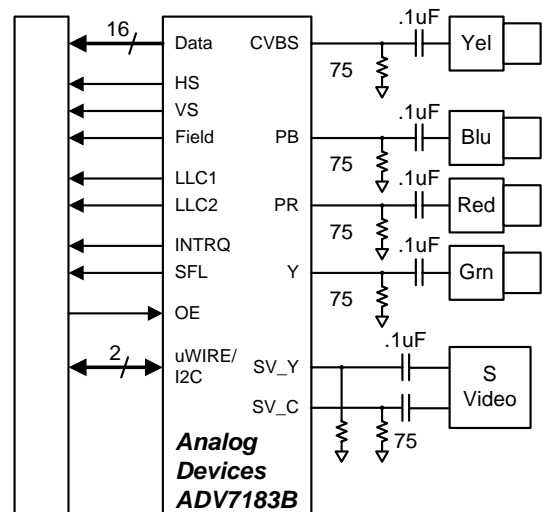 .1uF
16
Data
CVBS
Yel
75
HS
VS
Field
PB
.1uF
Blu
75
LLC1
.1uF
LLC2
PR
Red
75
INTRQ
.1uF
SFL
Y
Grn
75
OE
.1uF
2
uWIRE/
I2C
SV_Y
S
Video
SV_C
75
Analog
Devices
ADV7183B